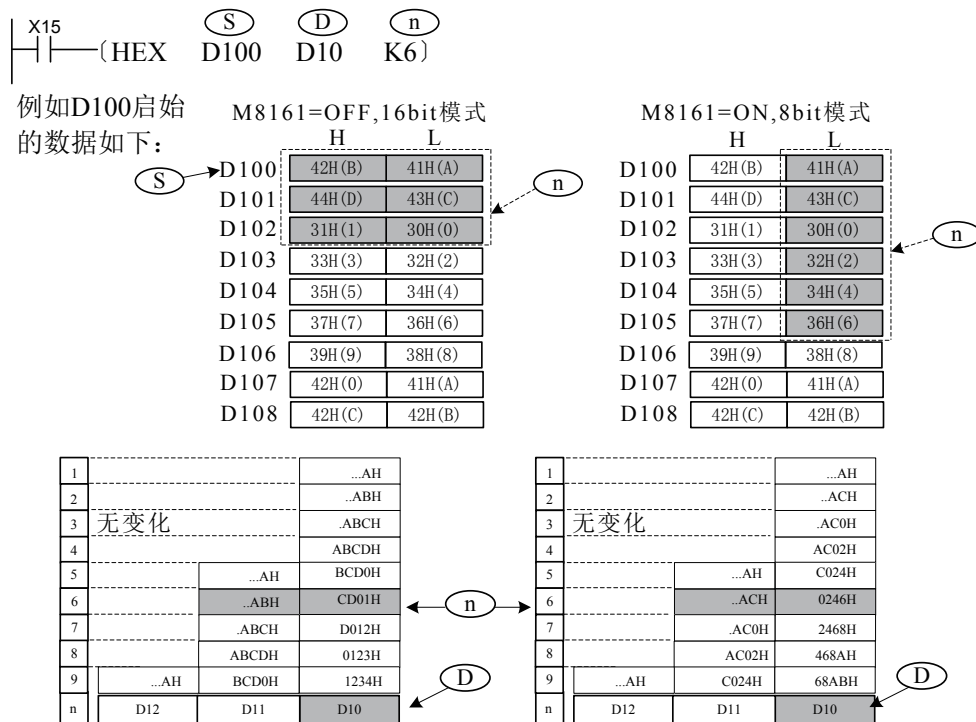 X15
S D n
〔HEX D100 D10 K6〕
例如D100启始
的数据如下：
M8161=OFF,16bit模式
H L
S D100 42H(B) 41H(A)
D101 44H(D) 43H(C)
n
D102 31H(1) 30H(0)
D103 33H(3) 32H(2)
D104 35H(5) 34H(4)
D105 37H(7) 36H(6)
D106 39H(9) 38H(8)
D107 42H(0) 41H(A)
D108 42H(C) 42H(B)
M8161=ON,8bit模式
H L
D100 42H(B) 41H(A)
D101 44H(D) 43H(C)
D102 31H(1) 30H(0)
n
D103 33H(3) 32H(2)
D104 35H(5) 34H(4)
D105 37H(7) 36H(6)
D106 39H(9) 38H(8)
D107 42H(0) 41H(A)
D108 42H(C) 42H(B)
1 ...AH
2 ..ABH
3 无变化 .ABCH
4 ABCDH
5 ...AH BCD0H
6 ..ABH CD01H
n
7 .ABCH D012H
8 ABCDH 0123H
9 ...AH BCD0H 1234H
D
n D12 D11 D10
1 ...AH
2 ..ACH
3 无变化 .AC0H
4 AC02H
5 ...AH C024H
6 ..ACH 0246H
7 .AC0H 2468H
8 AC02H 468AH
9 ...AH C024H 68ABH
D
n D12 D11 D10